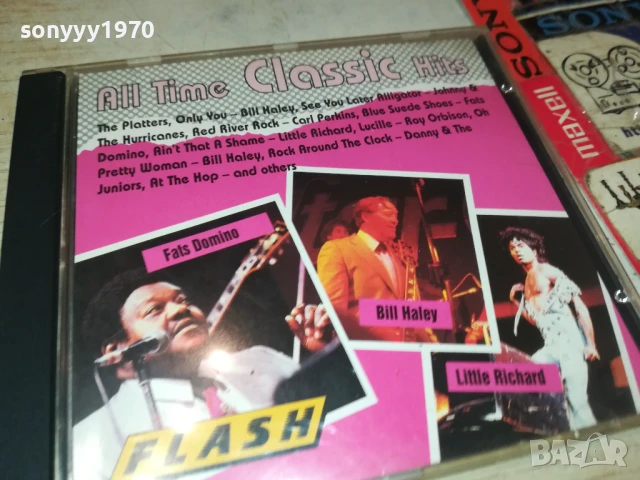 sonyyy1970
All Time Classic Hits
The Platters, Only You – Bill Haley, See You Later Alligator – Johnny &
The Hurricanes, Red River Rock – Carl Perkins, Blue Suede Shoes – Fats
Domino, Ain't That A Shame – Little Richard, Lucille – Roy Orbison, Oh
Pretty Woman – Bill Haley, Rock Around The Clock – Danny & The
Juniors, At The Hop – and others
Fats Domino
Bill Haley
Little Richard
FLASH
SONY
maxell
BAZAR